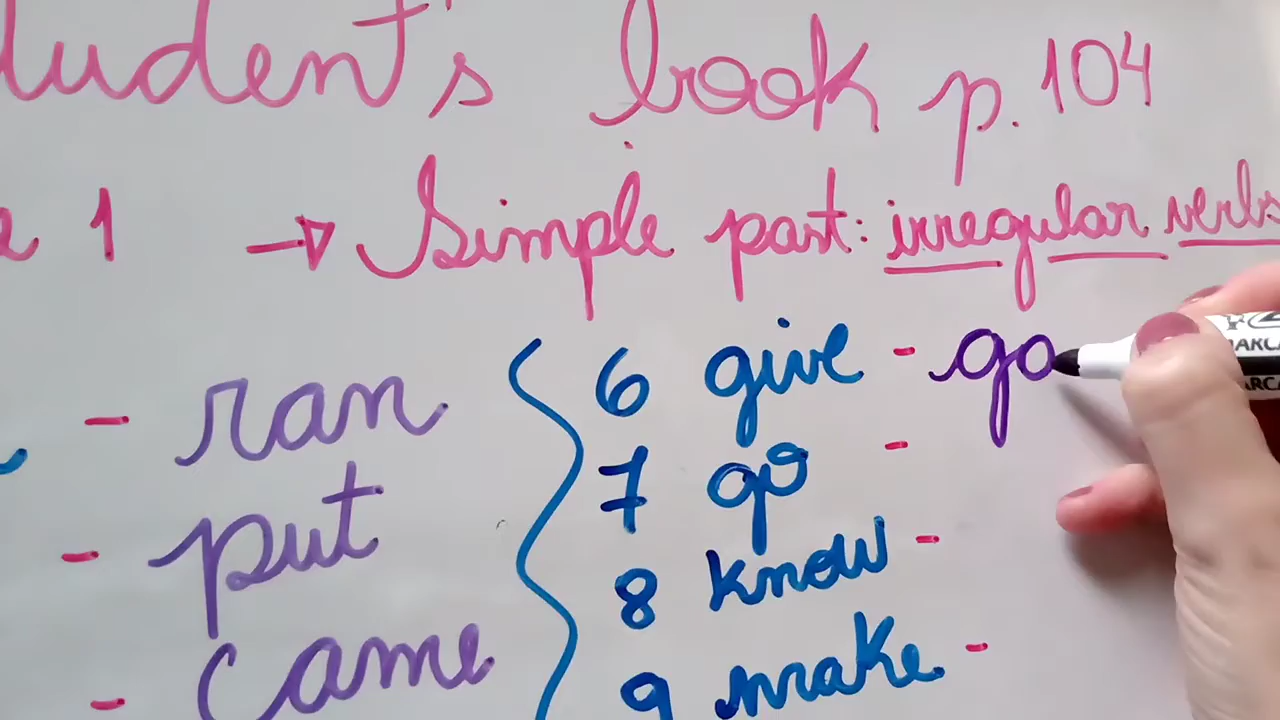 student's book p. 104
1 → Simple past: irregular verbs
- ran
- put
- came
6 give - ga
7 go -
8 know -
9 make -